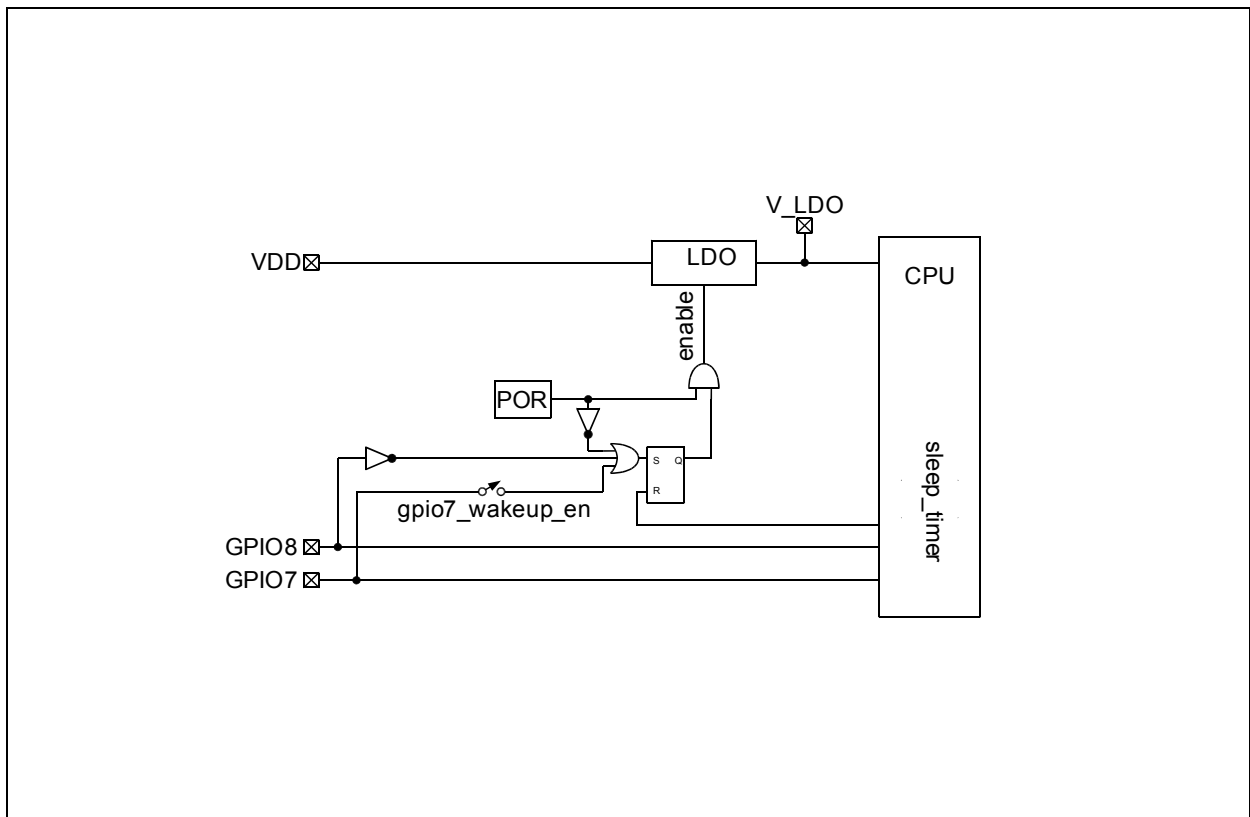 V_LDO
VDD
LDO
CPU
enable
POR
S
Q
R
sleep_timer
gpio7_wakeup_en
GPIO8
GPIO7